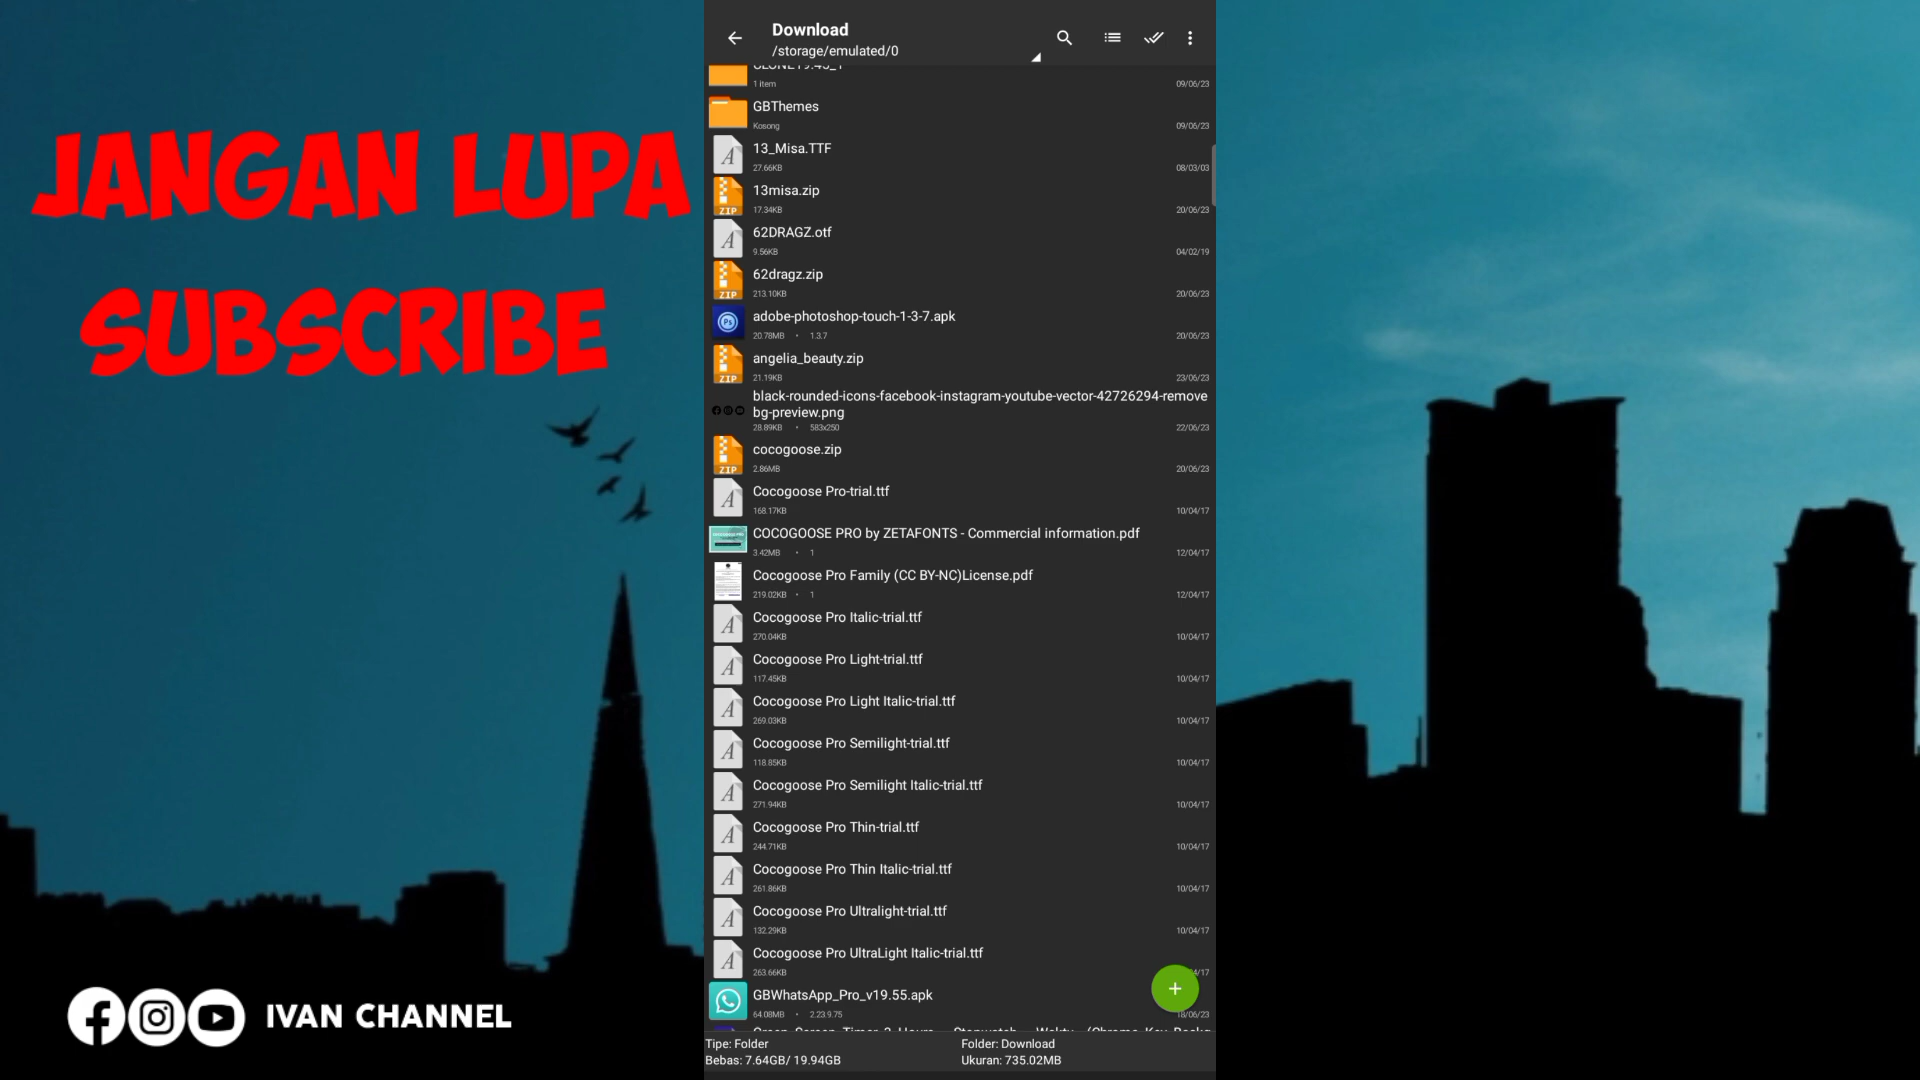 JANGAN LUPA
SUBSCRIBE
IVAN CHANNEL
Download
/storage/emulated/0
1 item
09/06/23
GBThemes
Kosong
09/06/23
13_Misa.TTF
27.66KB
08/03/03
13misa.zip
ZIP
17.34KB
20/06/23
62DRAGZ.otf
9.56KB
04/02/19
62dragz.zip
ZIP
213.10KB
20/06/23
adobe-photoshop-touch-1-3-7.apk
20.78MB • 1.3.7
20/06/23
angelia_beauty.zip
ZIP
21.19KB
23/06/23
black-rounded-icons-facebook-instagram-youtube-vector-42726294-remove
bg-preview.png
28.89KB • 583x250
22/06/23
cocogoose.zip
ZIP
2.86MB
20/06/23
Cocogoose Pro-trial.ttf
168.17KB
10/04/17
COCOGOOSE PRO by ZETAFONTS - Commercial information.pdf
3.42MB • 1
12/04/17
Cocogoose Pro Family (CC BY-NC)License.pdf
219.02KB • 1
12/04/17
Cocogoose Pro Italic-trial.ttf
270.04KB
10/04/17
Cocogoose Pro Light-trial.ttf
117.45KB
10/04/17
Cocogoose Pro Light Italic-trial.ttf
269.03KB
10/04/17
Cocogoose Pro Semilight-trial.ttf
118.85KB
10/04/17
Cocogoose Pro Semilight Italic-trial.ttf
271.94KB
10/04/17
Cocogoose Pro Thin-trial.ttf
244.71KB
10/04/17
Cocogoose Pro Thin Italic-trial.ttf
261.86KB
10/04/17
Cocogoose Pro Ultralight-trial.ttf
132.29KB
10/04/17
Cocogoose Pro UltraLight Italic-trial.ttf
263.66KB
4/17
GBWhatsApp_Pro_v19.55.apk
64.08MB • 2.23.9.75
18/06/23
Tipe: Folder
Folder: Download
Bebas: 7.64GB/ 19.94GB
Ukuran: 735.02MB